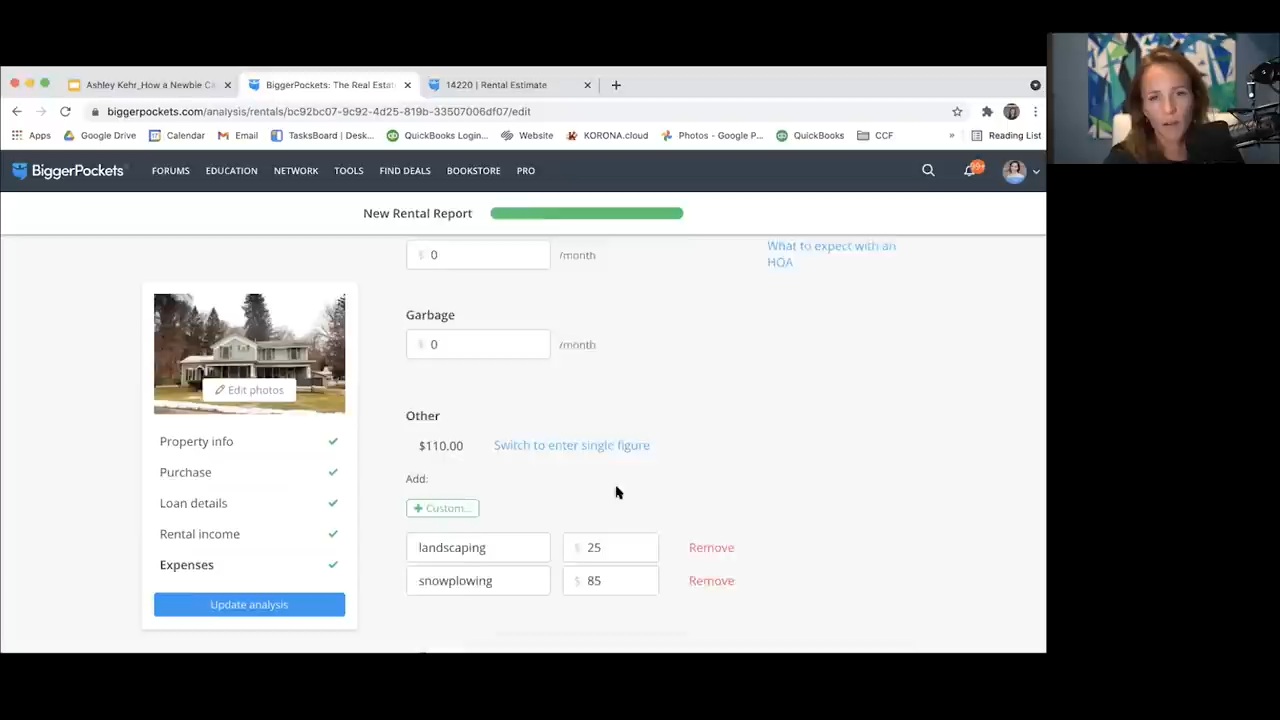 Ashley Kehr_How a Newbie Ca
BiggerPockets: The Real Estat
14220 | Rental Estimate
biggerpockets.com/analysis/rentals/bc92bc07-9c92-4d25-819b-33507006df07/edit
Apps Google Drive Calendar Email TasksBoard | Desk... QuickBooks Login... Website KORONA.cloud Photos - Google P... QuickBooks CCF » Reading List
BiggerPockets FORUMS EDUCATION NETWORK TOOLS FIND DEALS BOOKSTORE PRO 99+
New Rental Report
$ 0 /month
What to expect with an
HOA
Garbage
$ 0 /month
Other
$110.00 Switch to enter single figure
Add:
+ Custom...
landscaping $ 25 Remove
snowplowing $ 85 Remove
Edit photos
Property info
Purchase
Loan details
Rental income
Expenses
Update analysis